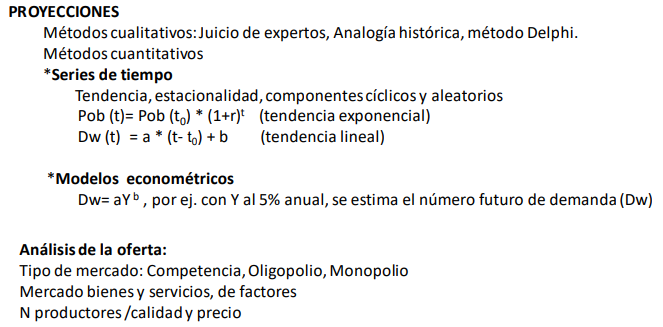 PROYECCIONES
Métodos cualitativos: Juicio de expertos, Analogía histórica, método Delphi.
Métodos cuantitativos
*Series de tiempo
Tendencia, estacionalidad, componentes cíclicos y aleatorios
Pob (t)= Pob (t₀) * (1+r)ᵗ (tendencia exponencial)
Dw (t) = a * (t- t₀) + b (tendencia lineal)
*Modelos econométricos
Dw= aY ᵇ , por ej. con Y al 5% anual, se estima el número futuro de demanda (Dw)
Análisis de la oferta:
Tipo de mercado: Competencia, Oligopolio, Monopolio
Mercado bienes y servicios, de factores
N productores /calidad y precio